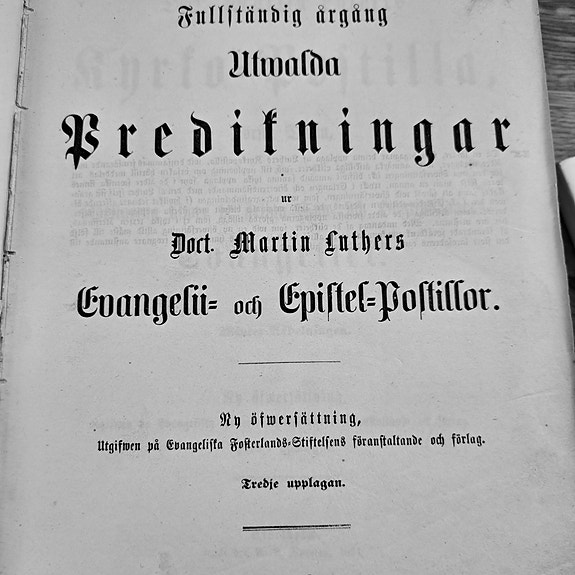 Fullständig årgång
Utwalda
Predikningar
ur
Doct. Martin Luthers
Evangelii= och Epistel=Postillor.
Ny öfwersättning,
Utgifwen på Evangeliska Fosterlands=Stiftelsens föranstaltande och förlag.
Tredje upplagan.